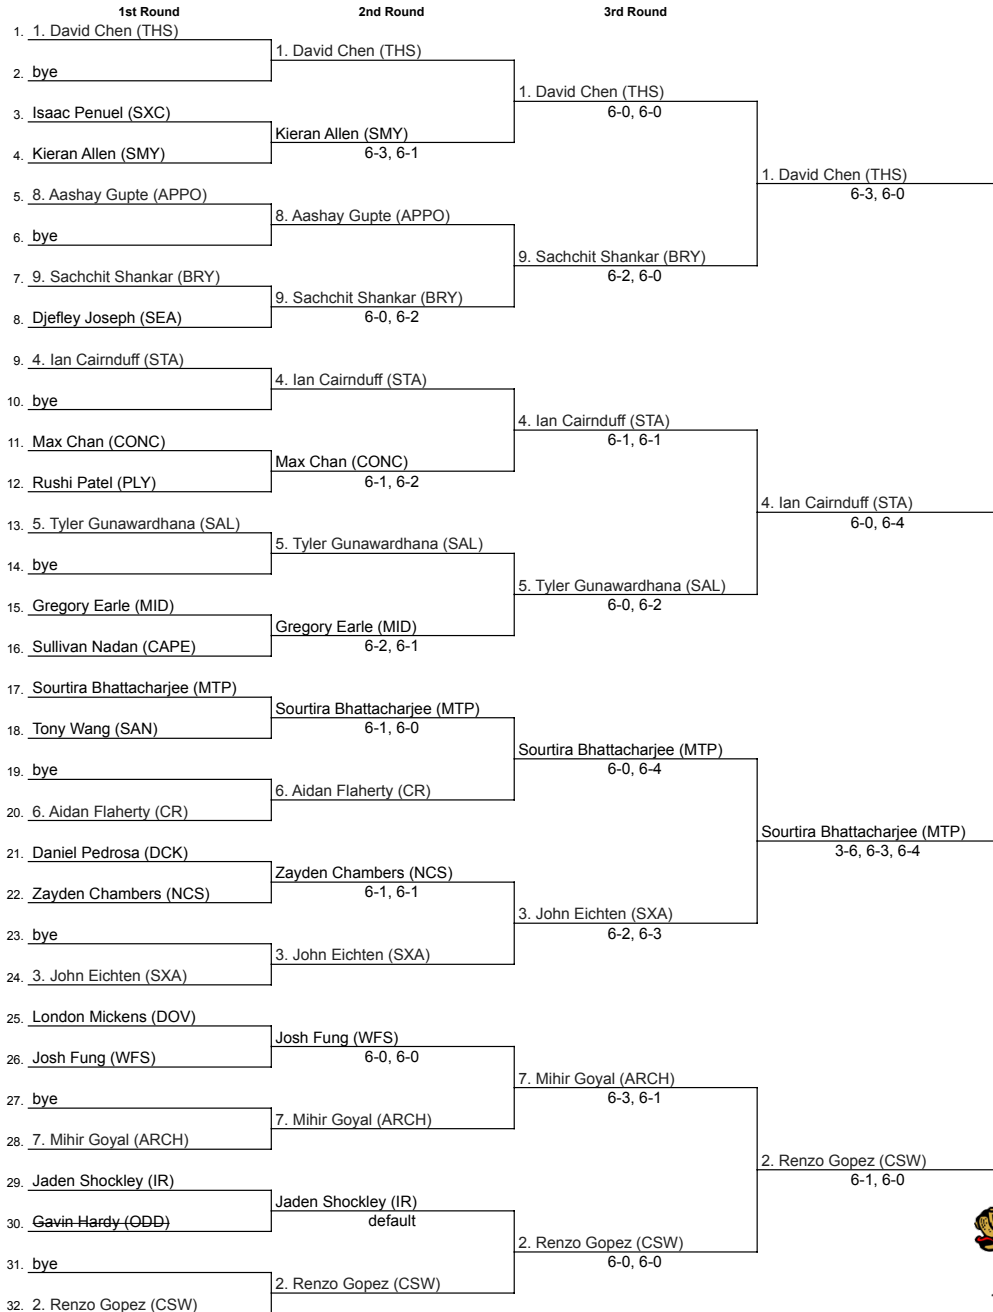 1st Round
2nd Round
3rd Round
1. 1. David Chen (THS)
1. David Chen (THS)
2. bye
1. David Chen (THS)
6-0, 6-0
3. Isaac Penuel (SXC)
Kieran Allen (SMY)
6-3, 6-1
4. Kieran Allen (SMY)
1. David Chen (THS)
6-3, 6-0
5. 8. Aashay Gupte (APPO)
8. Aashay Gupte (APPO)
6. bye
9. Sachchit Shankar (BRY)
6-2, 6-0
7. 9. Sachchit Shankar (BRY)
9. Sachchit Shankar (BRY)
6-0, 6-2
8. Djefley Joseph (SEA)
9. 4. Ian Cairnduff (STA)
4. Ian Cairnduff (STA)
10. bye
4. Ian Cairnduff (STA)
6-1, 6-1
11. Max Chan (CONC)
Max Chan (CONC)
6-1, 6-2
12. Rushi Patel (PLY)
4. Ian Cairnduff (STA)
6-0, 6-4
13. 5. Tyler Gunawardhana (SAL)
5. Tyler Gunawardhana (SAL)
14. bye
5. Tyler Gunawardhana (SAL)
6-0, 6-2
15. Gregory Earle (MID)
Gregory Earle (MID)
6-2, 6-1
16. Sullivan Nadan (CAPE)
17. Sourtira Bhattacharjee (MTP)
Sourtira Bhattacharjee (MTP)
6-1, 6-0
18. Tony Wang (SAN)
Sourtira Bhattacharjee (MTP)
6-0, 6-4
19. bye
6. Aidan Flaherty (CR)
20. 6. Aidan Flaherty (CR)
Sourtira Bhattacharjee (MTP)
3-6, 6-3, 6-4
21. Daniel Pedrosa (DCK)
Zayden Chambers (NCS)
6-1, 6-1
22. Zayden Chambers (NCS)
3. John Eichten (SXA)
6-2, 6-3
23. bye
3. John Eichten (SXA)
24. 3. John Eichten (SXA)
25. London Mickens (DOV)
Josh Fung (WFS)
6-0, 6-0
26. Josh Fung (WFS)
7. Mihir Goyal (ARCH)
6-3, 6-1
27. bye
7. Mihir Goyal (ARCH)
28. 7. Mihir Goyal (ARCH)
2. Renzo Gopez (CSW)
6-1, 6-0
29. Jaden Shockley (IR)
Jaden Shockley (IR)
default
30. Gavin Hardy (ODD)
2. Renzo Gopez (CSW)
6-0, 6-0
31. bye
2. Renzo Gopez (CSW)
32. 2. Renzo Gopez (CSW)